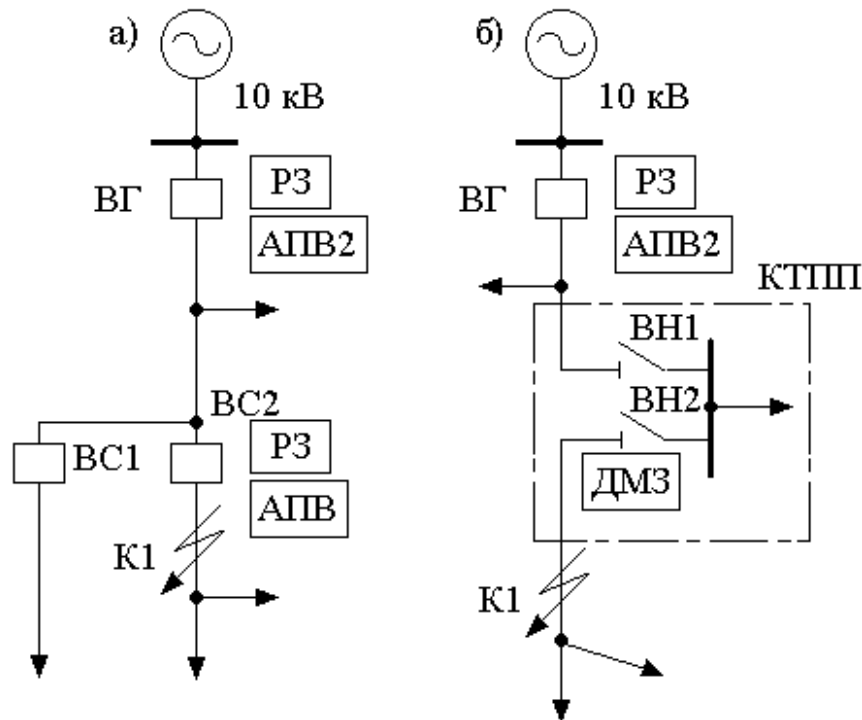 а)
10 кВ
ВГ
РЗ
АПВ2
ВС2
ВС1
РЗ
АПВ
К1
б)
10 кВ
ВГ
РЗ
АПВ2
КТПП
ВН1
ВН2
ДМЗ
К1